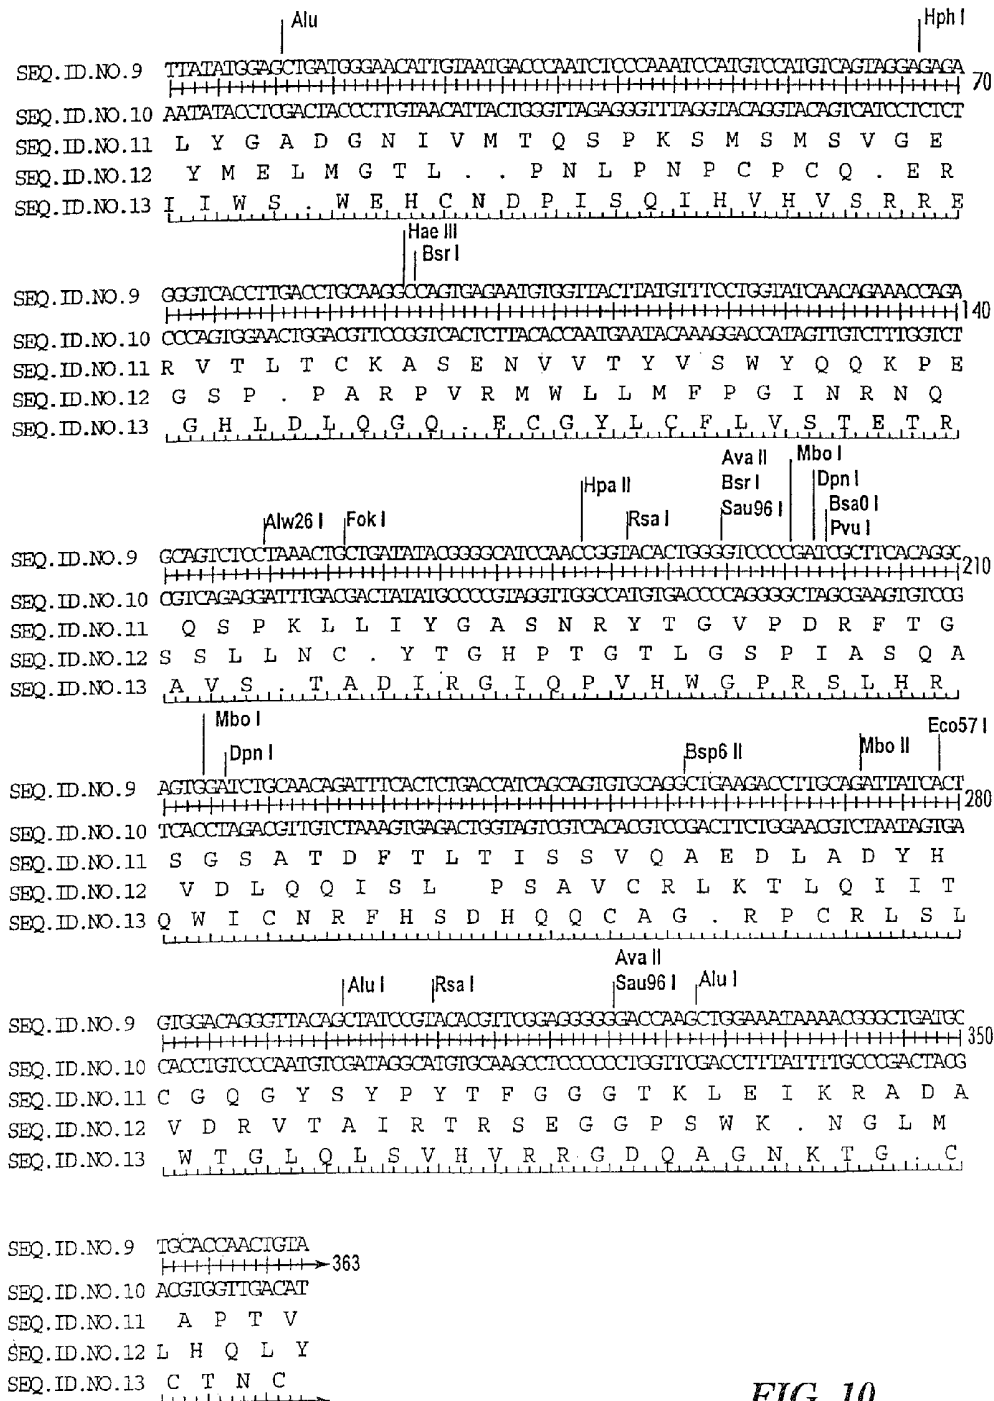 Alu Hph I
SEQ.ID.NO.9 TTATATGGAGCTGATGGGAACATTGTAATGACCCAATCTCCCAAATCCATGTCCATGTCAGTAGGAGAGA
70
SEQ.ID.NO.10 AATATACCTCGACTACCCTTGTAACATTACTGGGTTAGAGGGTTTAGGTACAGGTACAGTCATCCTCTCT
SEQ.ID.NO.11 L Y G A D G N I V M T Q S P K S M S M S V G E
SEQ.ID.NO.12 Y M E L M G T L . . P N L P N P C P C Q . E R
SEQ.ID.NO.13 I I W S . W E H C N D P I S Q I H V H V S R R E
Hae III
Bsr I
SEQ.ID.NO.9 GGGTCACCTTGACCTGCAAGGCCAGTGAGAATGTGGTTACTTATGTTTCCTGGTATCAACAGAAACCAGA
140
SEQ.ID.NO.10 CCCAGTGGAACTGGACGTTCCGGTCACTCTTACACCAATGAATACAAAGGACCATAGTTGTCTTTGGTCT
SEQ.ID.NO.11 R V T L T C K A S E N V V T Y V S W Y Q Q K P E
SEQ.ID.NO.12 G S P . P A R P V R M W L L M F P G I N R N Q
SEQ.ID.NO.13 G H L D L Q G Q . E C G Y L C F L V S T E T R
Ava II Mbo I
Hpa II Bsr I Dpn I
Alw26 I Fok I Rsa I Sau96 I Bsa0 I
Pvu I
SEQ.ID.NO.9 GCAGTCTCCTAAACTGCTGATATACGGGGCATCCAACCGGTACACTGGGGTCCCCGATCGCTTCACAGGC
210
SEQ.ID.NO.10 CGTCAGAGGATTTGACGACTATATGCCCCGTAGGTTGGCCATGTGACCCCAGGGGCTAGCGAAGTGTCCG
SEQ.ID.NO.11 Q S P K L L I Y G A S N R Y T G V P D R F T G
SEQ.ID.NO.12 S S L L N C . Y T G H P T G T L G S P I A S Q A
SEQ.ID.NO.13 A V S . T A D I R G I Q P V H W G P R S L H R
Mbo I
Dpn I Bsp6 II Mbo II Eco57 I
SEQ.ID.NO.9 AGTGGATCTGCAACAGATTTCACTCTGACCATCAGCAGTGTGCAGGCTGAAGACCTTGCAGATTATCACT
280
SEQ.ID.NO.10 TCACCTAGACGTTGTCTAAAGTGAGACTGGTAGTCGTCACACGTCCGACTTCTGGAACGTCTAATAGTGA
SEQ.ID.NO.11 S G S A T D F T L T I S S V Q A E D L A D Y H
SEQ.ID.NO.12 V D L Q Q I S L P S A V C R L K T L Q I I T
SEQ.ID.NO.13 Q W I C N R F H S D H Q Q C A G . R P C R L S L
Ava II
Alu I Rsa I Sau96 I Alu I
SEQ.ID.NO.9 GTGGACAGGGTTACAGCTATCCGTACACGTTCGGAGGGGGGACCAAGCTGGAAATAAAACGGGCTGATGC
350
SEQ.ID.NO.10 CACCTGTCCCAATGTCGATAGGCATGTGCAAGCCTCCCCCCTGGTTCGACCTTTATTTTGCCCGACTACG
SEQ.ID.NO.11 C G Q G Y S Y P Y T F G G G T K L E I K R A D A
SEQ.ID.NO.12 V D R V T A I R T R S E G G P S W K . N G L M
SEQ.ID.NO.13 W T G L Q L S V H V R R G D Q A G N K T G . C
SEQ.ID.NO.9 TGCACCAACTGTA
363
SEQ.ID.NO.10 ACGTGGTTGACAT
SEQ.ID.NO.11 A P T V
SEQ.ID.NO.12 L H Q L Y
SEQ.ID.NO.13 C T N C
FIG. 10